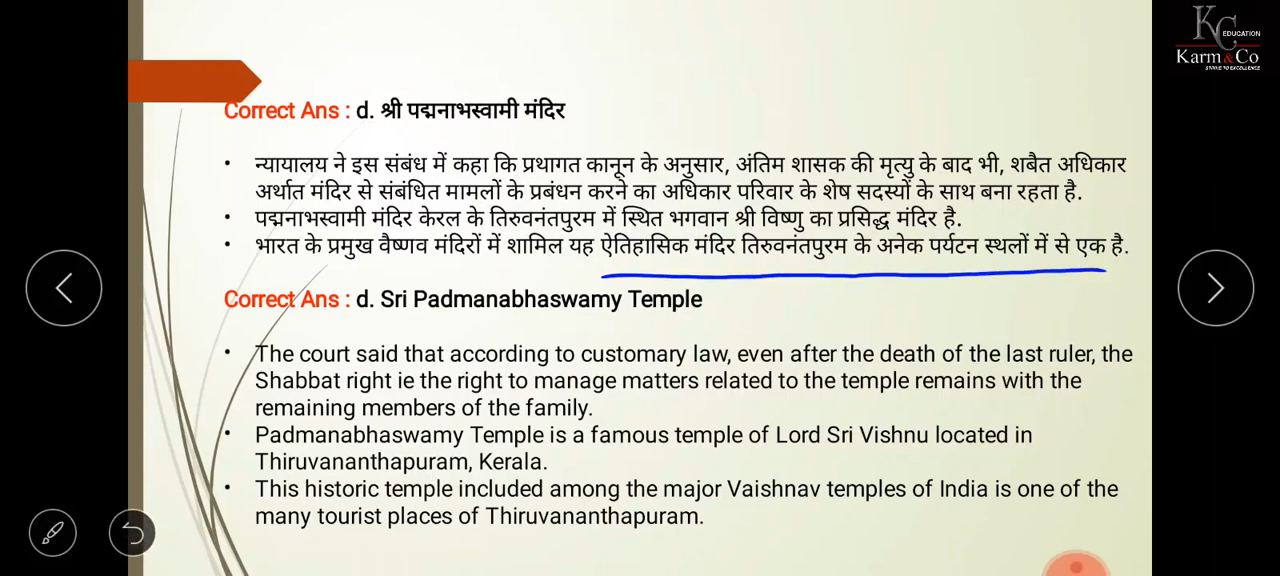 KC EDUCATION
Karm&Co
STRIVE TO EXCELLENCE
Correct Ans : d. श्री पद्मनाभस्वामी मंदिर
• न्यायालय ने इस संबंध में कहा कि प्रथागत कानून के अनुसार, अंतिम शासक की मृत्यु के बाद भी, शबैत अधिकार
अर्थात मंदिर से संबंधित मामलों के प्रबंधन करने का अधिकार परिवार के शेष सदस्यों के साथ बना रहता है.
• पद्मनाभस्वामी मंदिर केरल के तिरुवनंतपुरम में स्थित भगवान श्री विष्णु का प्रसिद्ध मंदिर है.
• भारत के प्रमुख वैष्णव मंदिरों में शामिल यह ऐतिहासिक मंदिर तिरुवनंतपुरम के अनेक पर्यटन स्थलों में से एक है.
Correct Ans : d. Sri Padmanabhaswamy Temple
• The court said that according to customary law, even after the death of the last ruler, the
Shabbat right ie the right to manage matters related to the temple remains with the
remaining members of the family.
• Padmanabhaswamy Temple is a famous temple of Lord Sri Vishnu located in
Thiruvananthapuram, Kerala.
• This historic temple included among the major Vaishnav temples of India is one of the
many tourist places of Thiruvananthapuram.